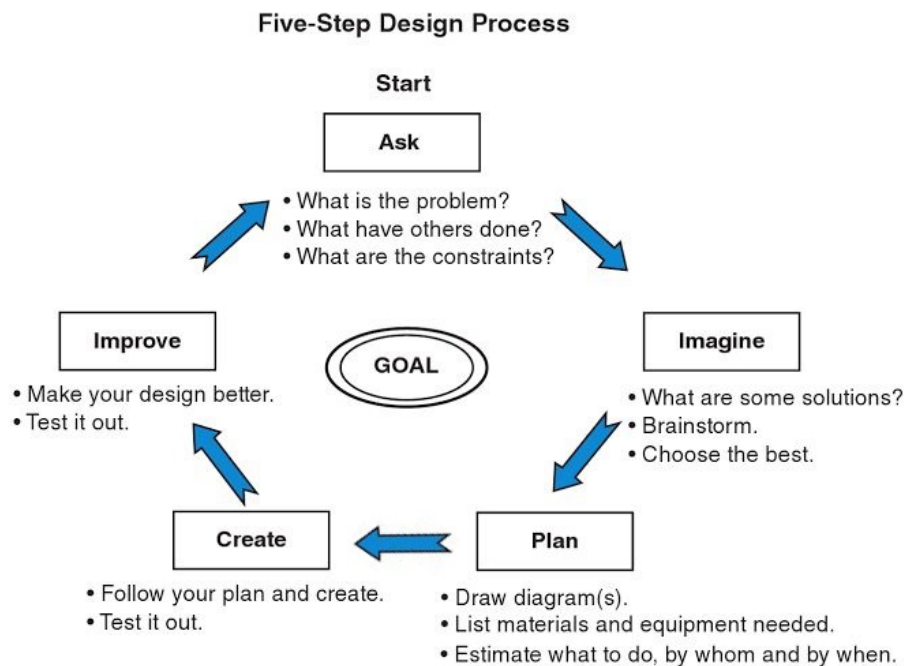 Five-Step Design Process
Start
Ask
• What is the problem?
• What have others done?
• What are the constraints?
Improve
• Make your design better.
• Test it out.
GOAL
Imagine
• What are some solutions?
• Brainstorm.
• Choose the best.
Create
• Follow your plan and create.
• Test it out.
Plan
• Draw diagram(s).
• List materials and equipment needed.
• Estimate what to do, by whom and by when.